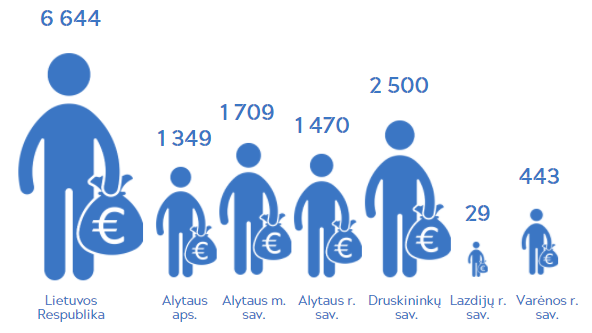 6 644
2 500
1 709
1 470
1 349
443
29
€ € € € € € €
Lietuvos Respublika
Alytaus aps.
Alytaus m. sav.
Alytaus r. sav.
Druskininkų sav.
Lazdijų r. sav.
Varėnos r. sav.